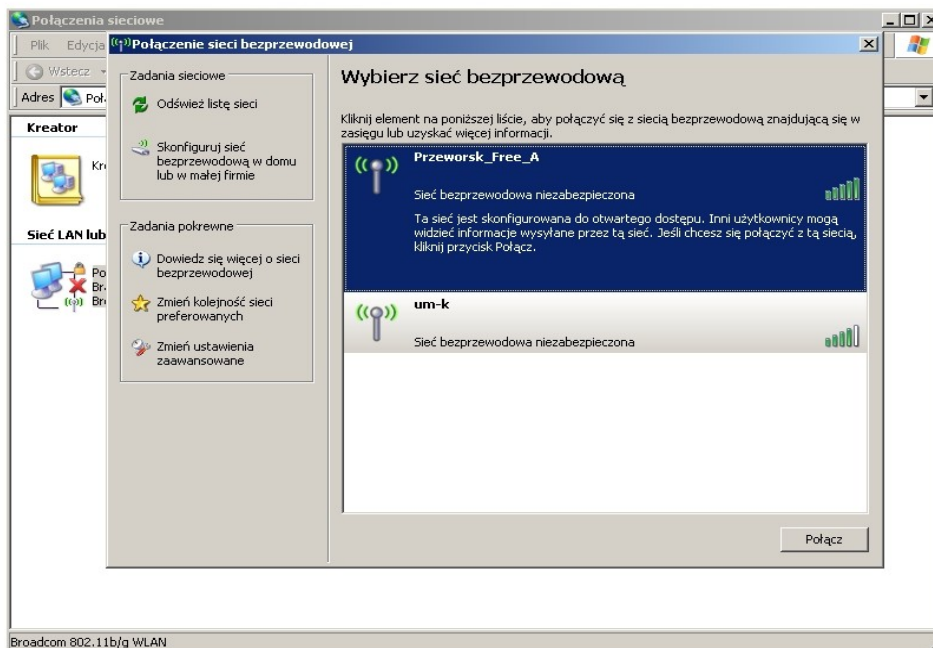 Połączenia sieciowe
Plik Edycja
Wstecz
Adres Poł
Kreator
Kre
Sieć LAN lub
Po
Br
Bro
Połączenie sieci bezprzewodowej
Zadania sieciowe
Odśwież listę sieci
Skonfiguruj sieć
bezprzewodową w domu
lub w małej firmie
Zadania pokrewne
Dowiedz się więcej o sieci
bezprzewodowej
Zmień kolejność sieci
preferowanych
Zmień ustawienia
zaawansowane
Wybierz sieć bezprzewodową
Kliknij element na poniższej liście, aby połączyć się z siecią bezprzewodową znajdującą się w
zasięgu lub uzyskać więcej informacji.
Przeworsk_Free_A
Sieć bezprzewodowa niezabezpieczona
Ta sieć jest skonfigurowana do otwartego dostępu. Inni użytkownicy mogą
widzieć informacje wysyłane przez tą sieć. Jeśli chcesz się połączyć z tą siecią,
kliknij przycisk Połącz.
um-k
Sieć bezprzewodowa niezabezpieczona
Połącz
Broadcom 802.11b/g WLAN